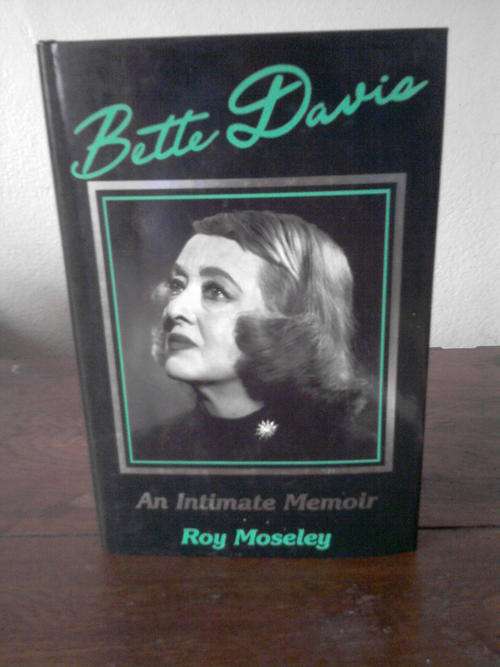 Bette Davis
An Intimate Memoir
Roy Moseley